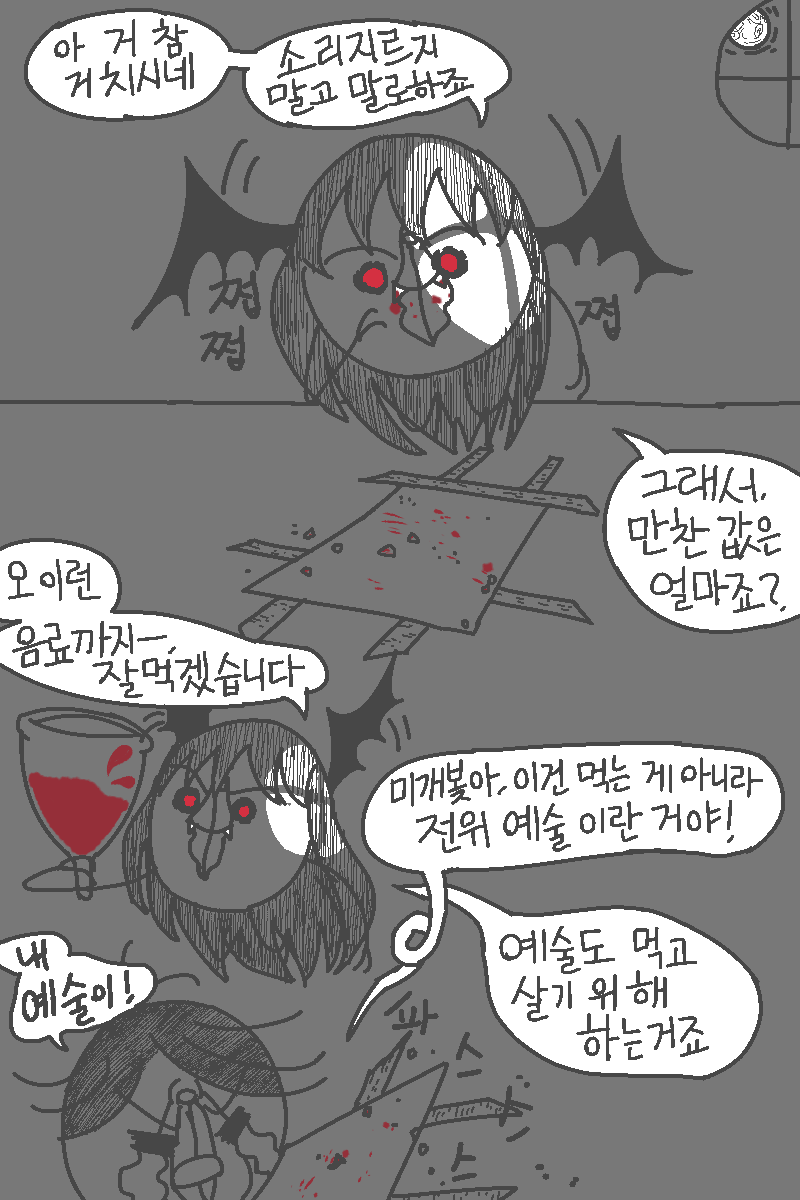 아 거 참
거치시네
소리지르지
말고 말로하죠
쩝
쩝
쩝
그래서,
만찬 값은
얼마죠?
오 이런
음료까지ㅡ,
잘먹겠습니다
미개봋아, 이건 먹는 게 아니라
전위 예술 이란 거야!
예술도 먹고
살기 위해
하는거죠
내
예술이!
파
스
스
스